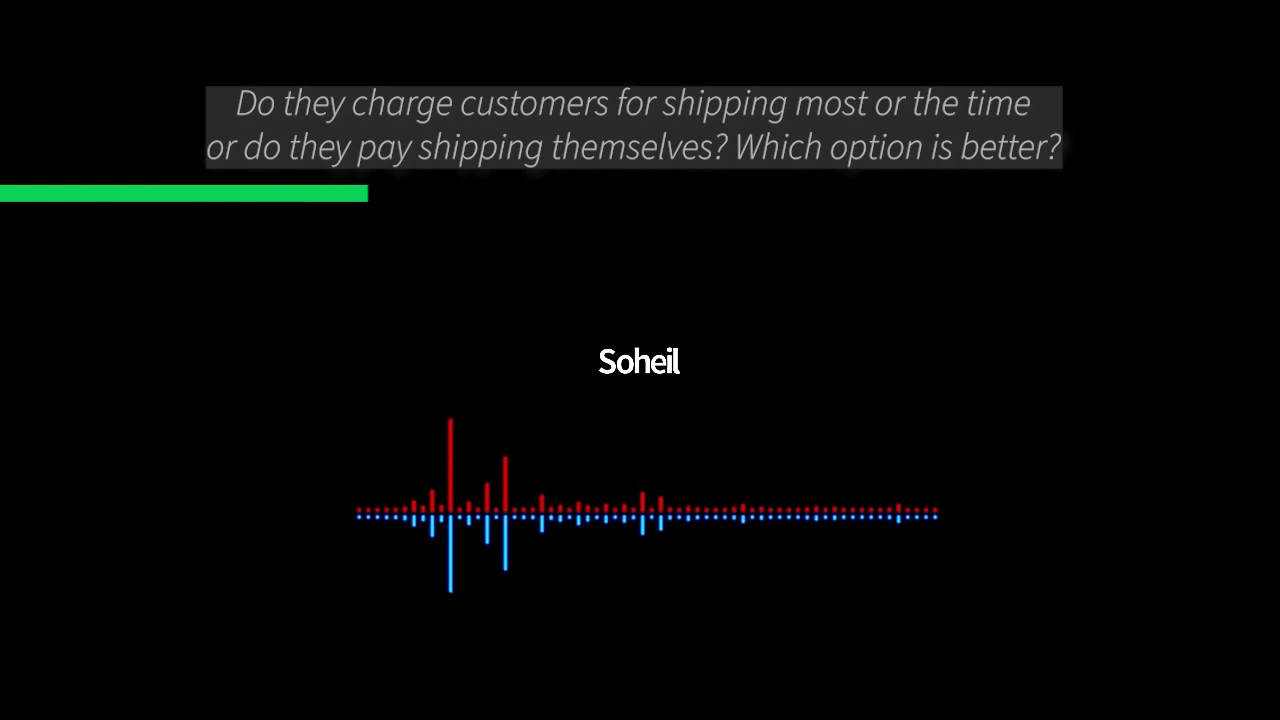 Do they charge customers for shipping most or the time
or do they pay shipping themselves? Which option is better?
Soheil